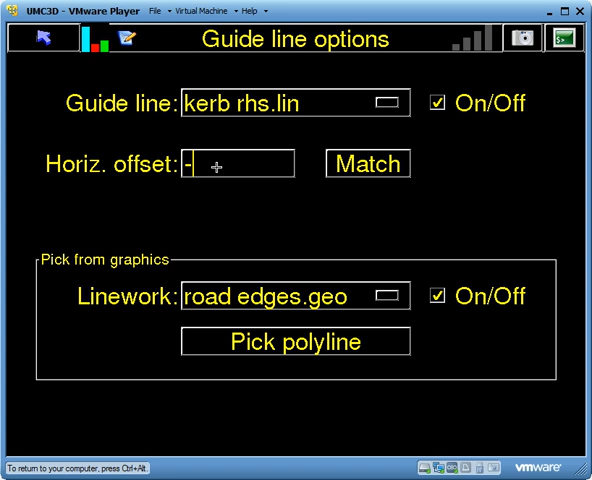 UMC3D - VMware Player File Virtual Machine Help
Guide line options
Guide line: kerb rhs.lin On/Off
Horiz. offset: - Match
Pick from graphics
Linework: road edges.geo On/Off
Pick polyline
To return to your computer, press Ctrl+Alt. vmware